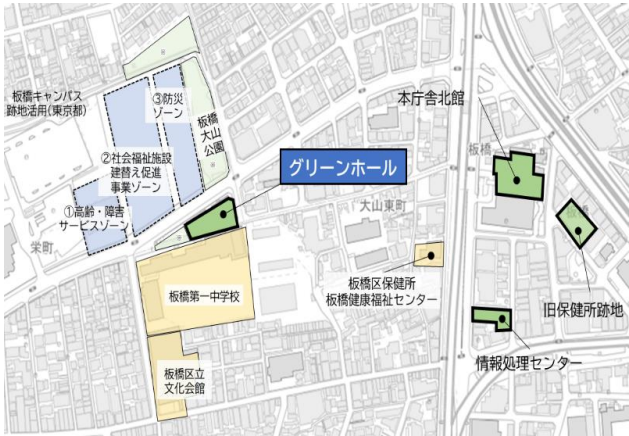 板橋キャンパス
跡地活用(東京都)
③防災
ゾーン
板橋
大山
公園
②社会福祉施設
建替え促進
事業ゾーン
①高齢・障害
サービスゾーン
栄町
グリーンホール
本庁舎北館
板橋
大山東町
板橋区保健所
板橋健康福祉センター
旧保健所跡地
板橋第一中学校
情報処理センター
板橋区立
文化会館